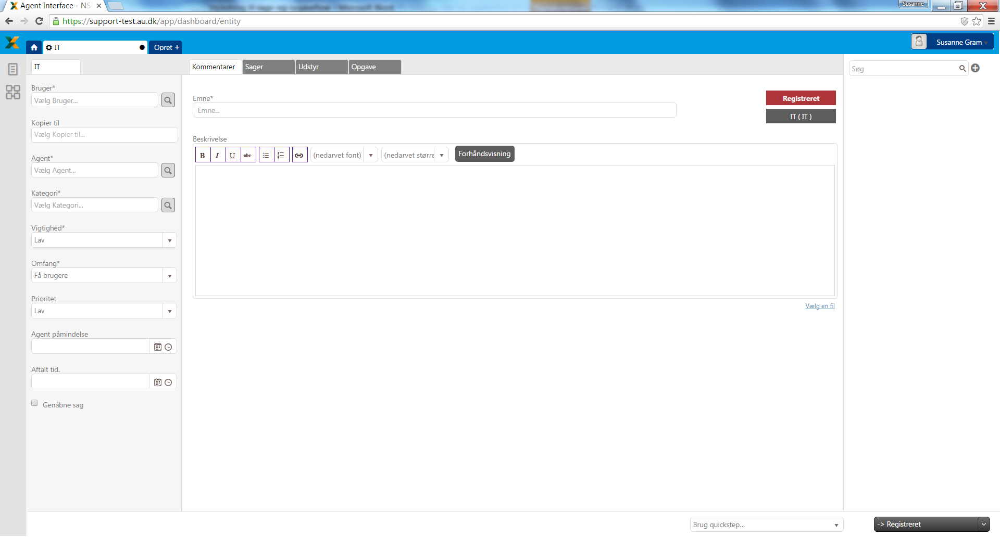 Agent Interface - NS
Susanne
https://support-test.au.dk/app/dashboard/entity
IT
Opret +
Susanne Gram
IT
Kommentarer
Sager
Udstyr
Opgave
Søg
Bruger*
Vælg Bruger...
Kopier til
Vælg Kopier til...
Agent*
Vælg Agent...
Kategori*
Vælg Kategori...
Vigtighed*
Lav
Omfang*
Få brugere
Prioritet
Lav
Agent påmindelse
Aftalt tid.
Genåbne sag
Emne*
Emne...
Registreret
IT ( IT )
Beskrivelse
B I U abc
(nedarvet font)
(nedarvet større
Forhåndsvisning
Vælg en fil
Brug quickstep...
-> Registreret